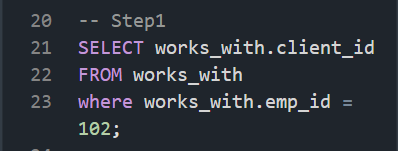 20 -- Step1
21 SELECT works_with.client_id
22 FROM works_with
23 where works_with.emp_id =
102;